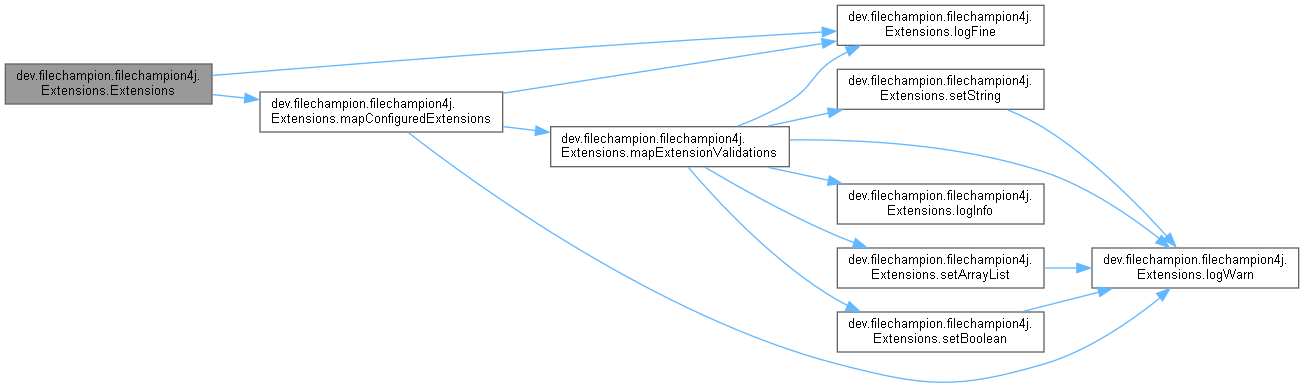 dev.filechampion.filechampion4j.
Extensions.Extensions
dev.filechampion.filechampion4j.
Extensions.mapConfiguredExtensions
dev.filechampion.filechampion4j.
Extensions.mapExtensionValidations
dev.filechampion.filechampion4j.
Extensions.logFine
dev.filechampion.filechampion4j.
Extensions.setString
dev.filechampion.filechampion4j.
Extensions.logInfo
dev.filechampion.filechampion4j.
Extensions.setArrayList
dev.filechampion.filechampion4j.
Extensions.setBoolean
dev.filechampion.filechampion4j.
Extensions.logWarn